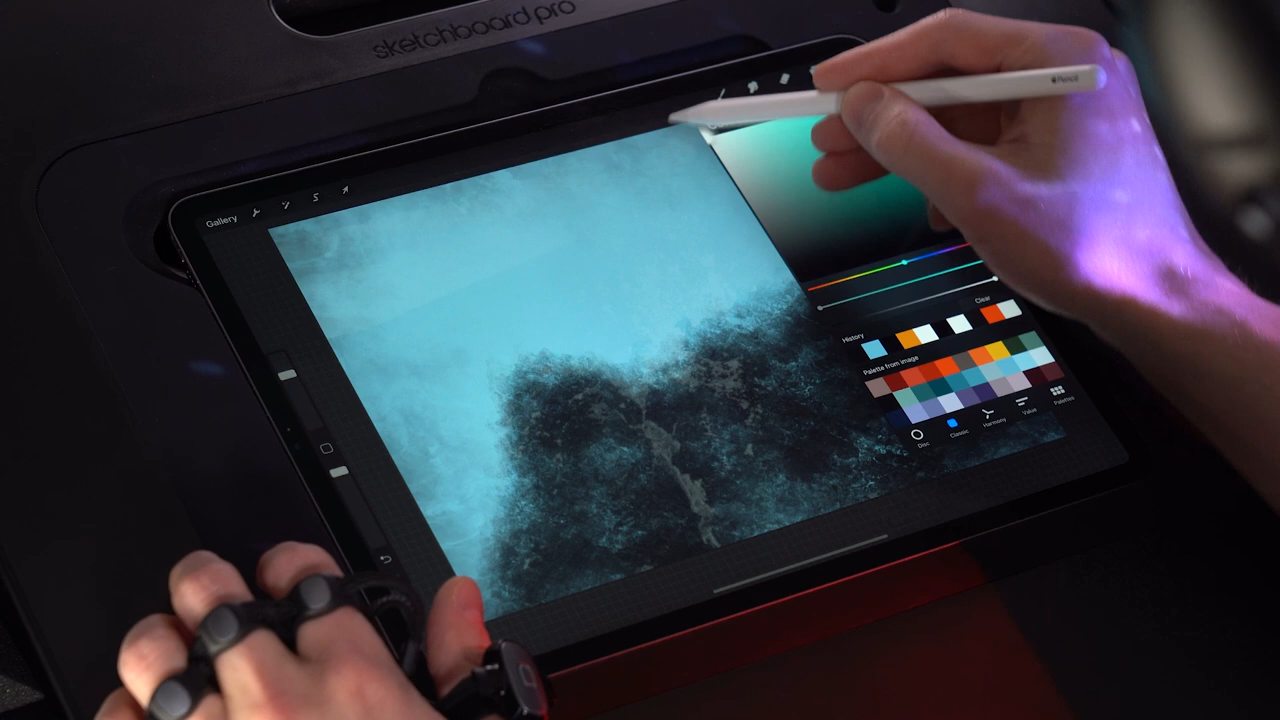 sketchboard pro
Pencil
Gallery
Clear
History
Palette from image
Disc
Classic
Harmony
Value
Palettes